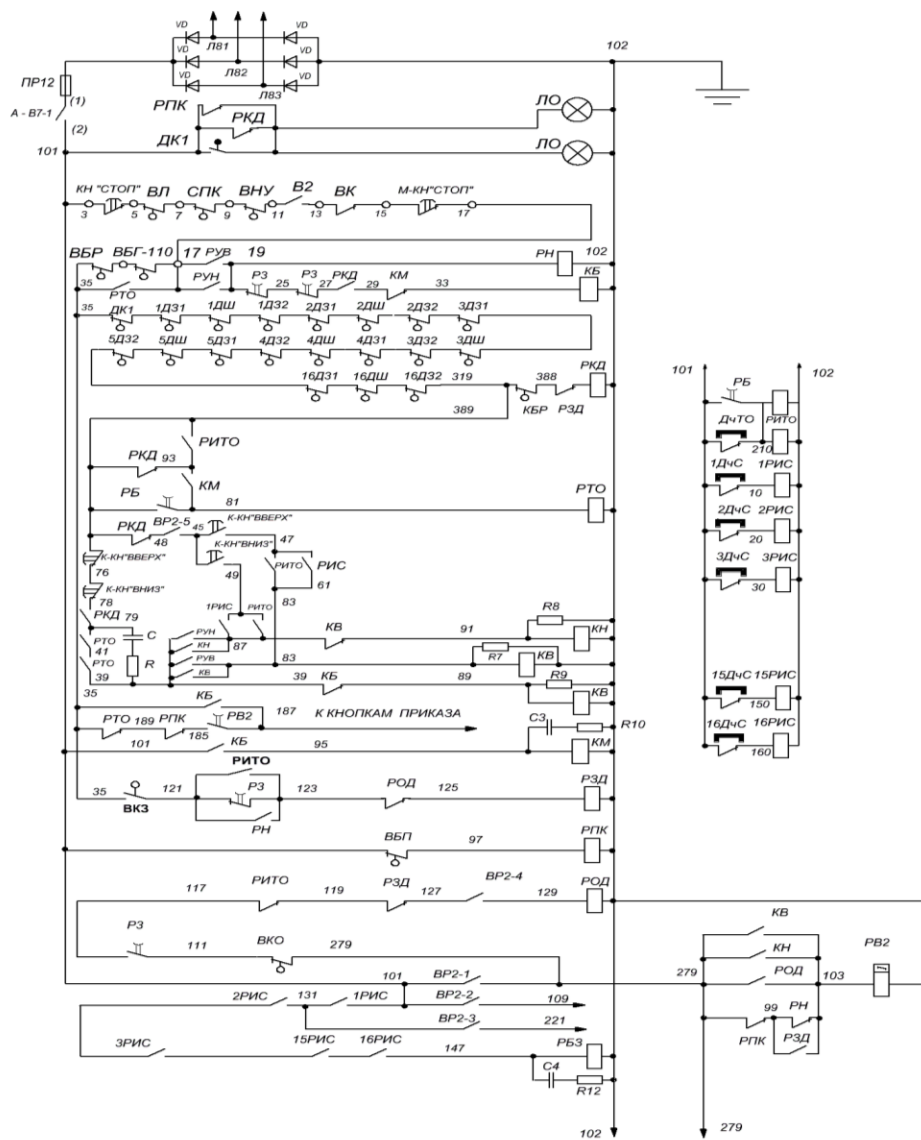 VD VD
Л81
VD VD
Л82
VD VD
Л83
102
ПР12
(1)
А - В7-1
(2)
РПК
РКД
ЛО
ДК1
101
ЛО
КН "СТОП" ВЛ СПК ВНУ В2 ВК М-КН"СТОП"
3 5 7 9 11 13 15 17
ВБР ВБГ-110 17 РУВ 19 РН 102
КБ
35 РТО РУН РЗ 25 РЗ 27 РКД 29 КМ 33
35 ДК1 1ДЗ1 1ДШ 1ДЗ2 2ДЗ1 2ДШ 2ДЗ2 3ДЗ1
5ДЗ2 5ДШ 5ДЗ1 4ДЗ2 4ДШ 4ДЗ1 3ДЗ2 3ДШ
16ДЗ1 16ДШ 16ДЗ2 319 388 РКД
КБР РЗД
389
101 102
РБ
РИТО
ДчТО
210
1ДчС 1РИС
10
2ДчС 2РИС
20
3ДчС 3РИС
30
15ДчС 15РИС
150
16ДчС 16РИС
160
РИТО
РКД 93
КМ
РБ 81 РТО
РКД ВР2-5 К-КН"ВВЕРХ"
48 45 47
К-КН"ВВЕРХ" К-КН"ВНИЗ" РИТО РИС
76 49 61
К-КН"ВНИЗ"
78 83
РКД 79 1РИС РИТО R8
С РУН КВ 91 КН
РТО КН 87
41 R РУВ 83 R7 КВ
РТО
39 КВ 39 КБ 89 R9
35 КВ
КБ
187 К КНОПКАМ ПРИКАЗА
РТО 189 РПК РВ2
185
С3 R10
101 КБ 95 КМ
РИТО
35 121 РЗ 123 РОД 125 РЗД
ВКЗ
РН
ВБП 97 РПК
117 РИТО 119 РЗД 127 ВР2-4 129 РОД
РЗ 111 ВКО 279
КВ
КН РВ2
101 ВР2-1 279 РОД 103
2РИС 131 1РИС ВР2-2 109
ВР2-3 221
99 РН
РПК РЗД
3РИС 15РИС 16РИС 147 РБЗ
С4
R12
102 279